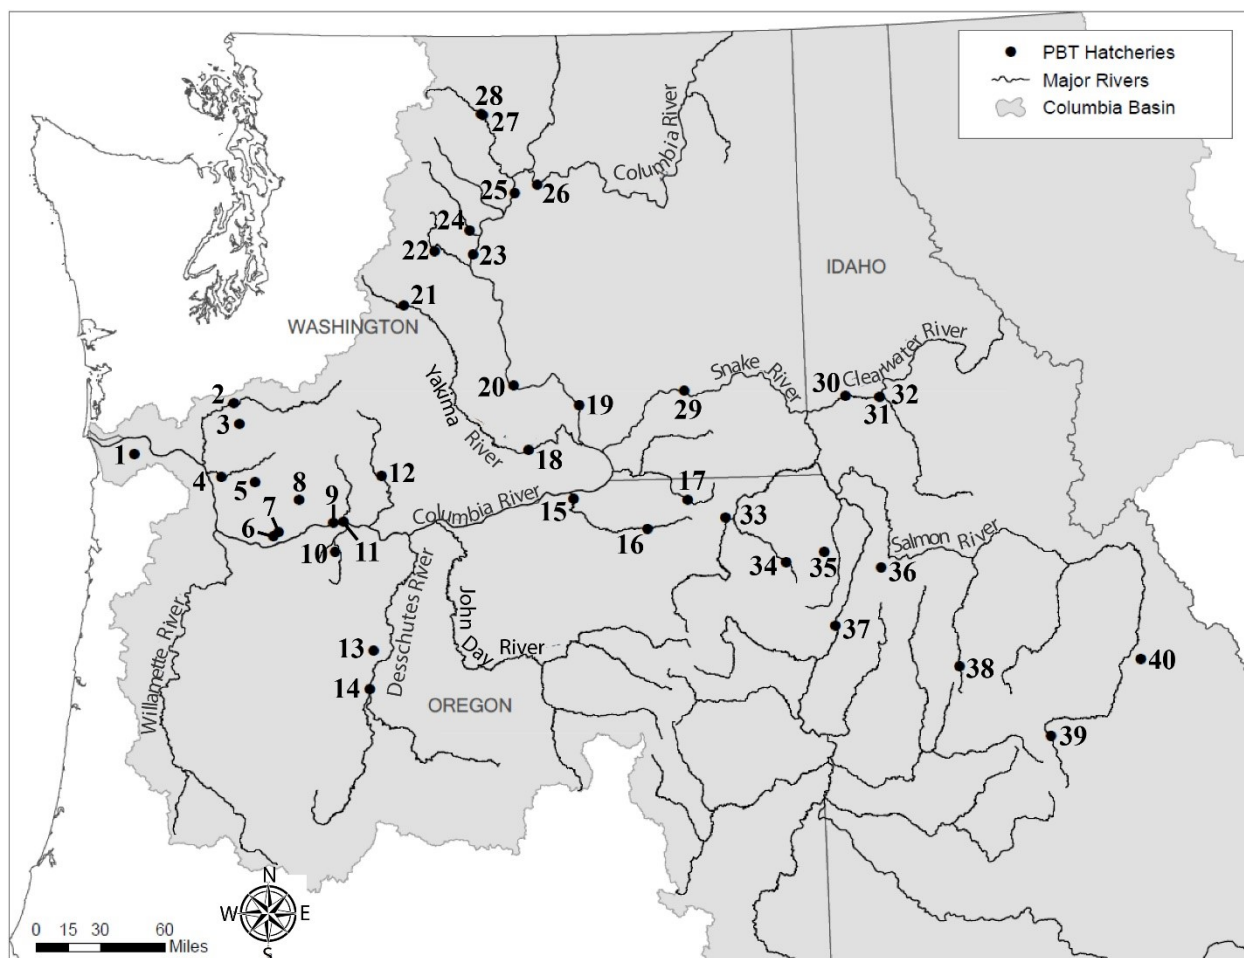 PBT Hatcheries
Major Rivers
Columbia Basin
28
27
Columbia River
25
26
24
22
23
IDAHO
21
WASHINGTON
Snake River
30
Clearwater River
32
31
2
20
19
29
3
Yakima River
1
4
5
12
18
8
17
7
9
Columbia River
15
6
10
11
16
33
Salmon River
34
35
36
Willamette River
Desschutes River
John Day River
37
13
38
40
14
OREGON
39
N
W
E
S
0 15 30 60
Miles